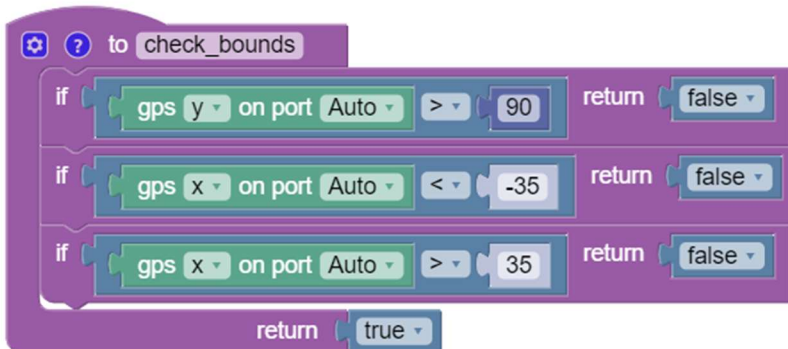 ? to check_bounds
if gps y on port Auto > 90 return false
if gps x on port Auto < -35 return false
if gps x on port Auto > 35 return false
return true